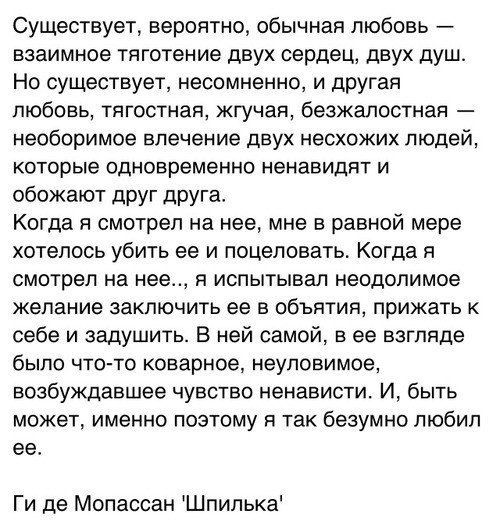 Существует, вероятно, обычная любовь —
взаимное тяготение двух сердец, двух душ.
Но существует, несомненно, и другая
любовь, тягостная, жгучая, безжалостная —
необоримое влечение двух несхожих людей,
которые одновременно ненавидят и
обожают друг друга.
Когда я смотрел на нее, мне в равной мере
хотелось убить ее и поцеловать. Когда я
смотрел на нее.., я испытывал неодолимое
желание заключить ее в объятия, прижать к
себе и задушить. В ней самой, в ее взгляде
было что-то коварное, неуловимое,
возбуждавшее чувство ненависти. И, быть
может, именно поэтому я так безумно любил
ее.
Ги де Мопассан 'Шпилька'